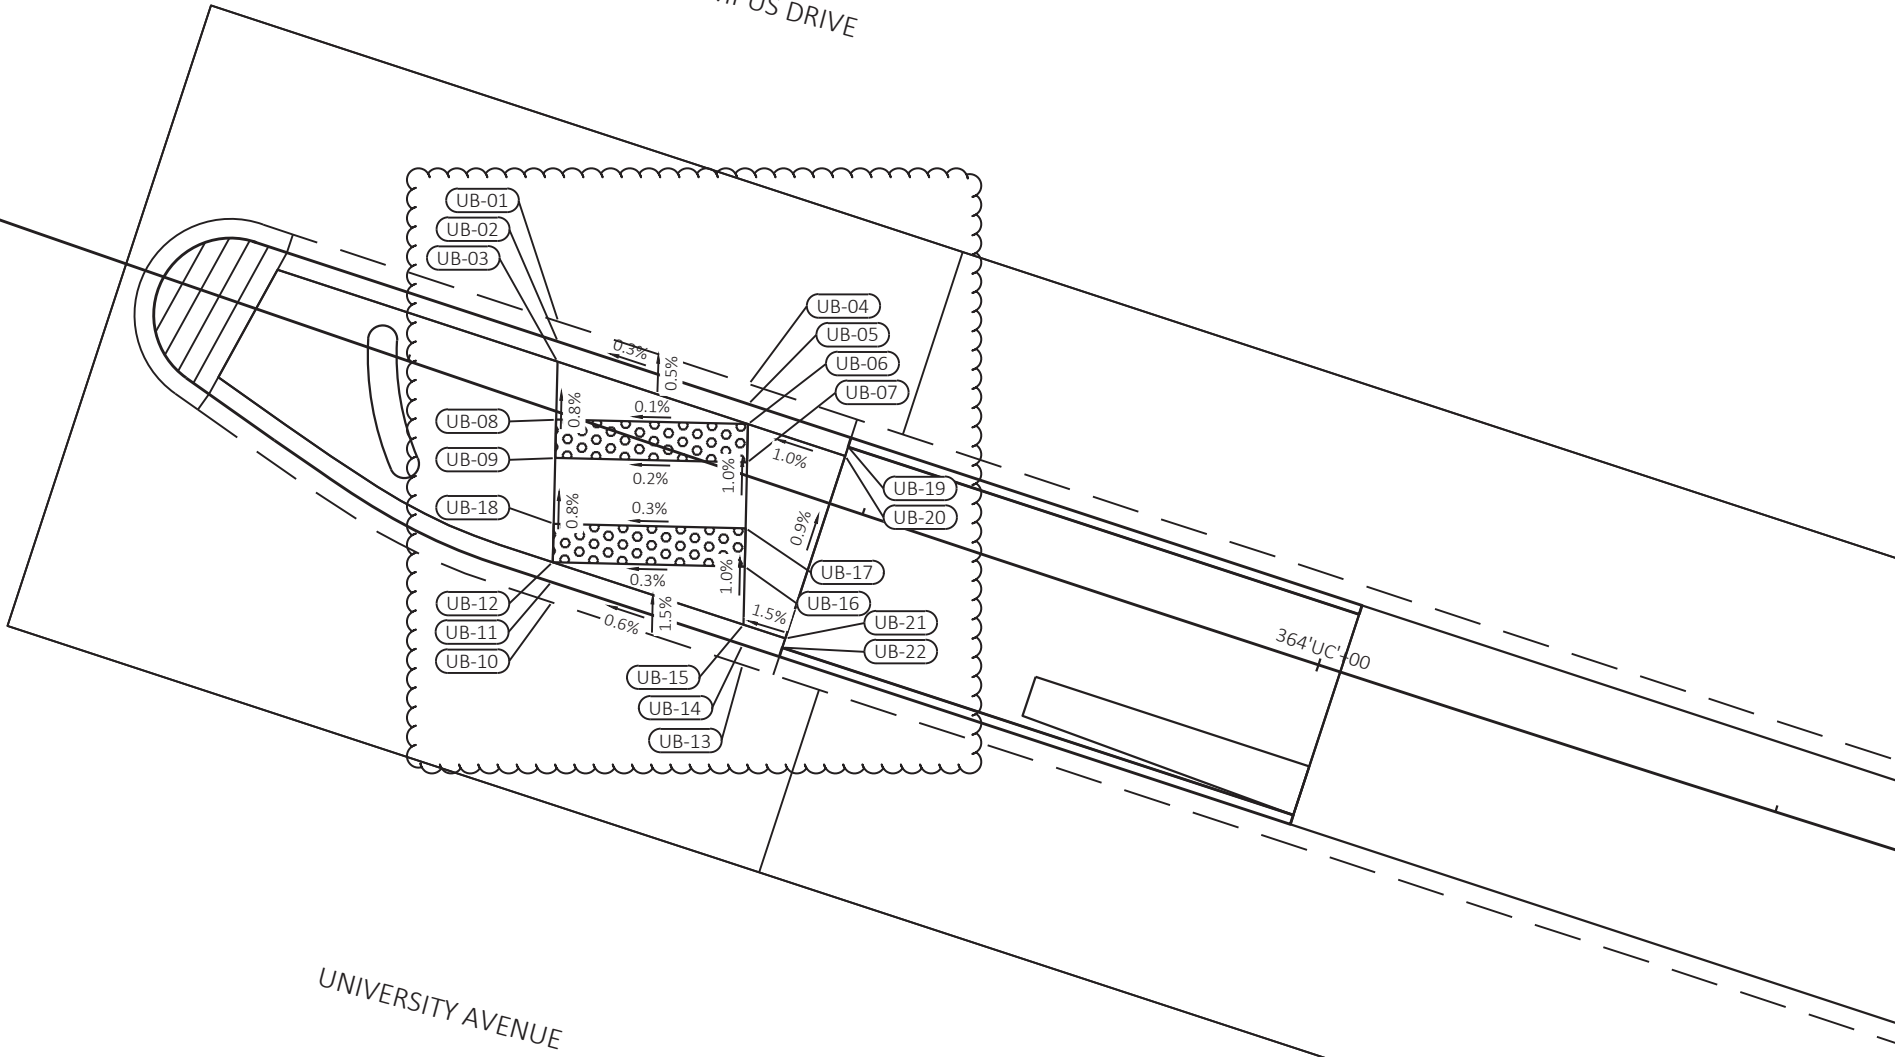 US DRIVE
UB-01
UB-02
UB-03
UB-04
UB-05
UB-06
UB-07
0.3%
0.5%
0.8%
0.1%
UB-08
UB-09
1.0%
1.0%
0.2%
UB-19
UB-20
UB-18
0.8%
0.3%
0.9%
UB-17
UB-16
0.3%
1.0%
UB-12
UB-11
UB-10
0.6%
1.5%
1.5%
UB-21
UB-22
UB-15
UB-14
UB-13
364'UC'+00
UNIVERSITY AVENUE